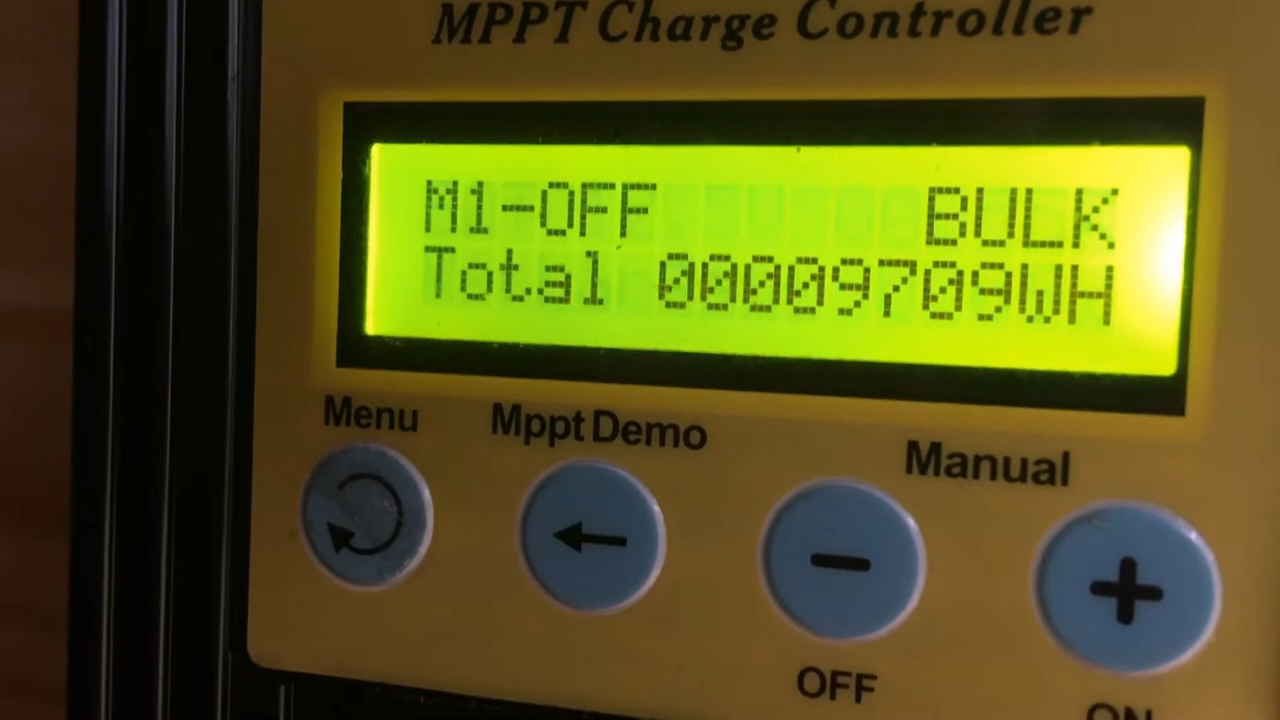 MPPT Charge Controller
M1-OFF BULK
Total 00009709WH
Menu Mppt Demo Manual
OFF ON